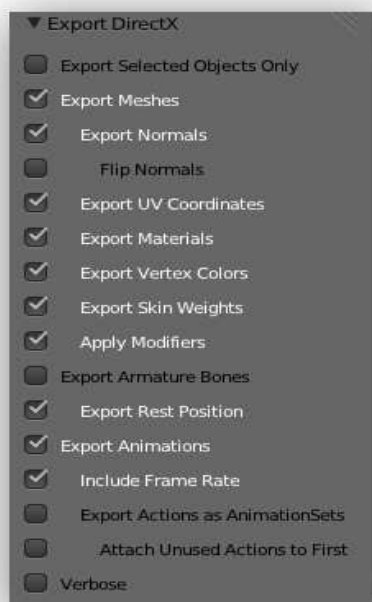 Export DirectX
Export Selected Objects Only
Export Meshes
Export Normals
Flip Normals
Export UV Coordinates
Export Materials
Export Vertex Colors
Export Skin Weights
Apply Modifiers
Export Armature Bones
Export Rest Position
Export Animations
Include Frame Rate
Export Actions as AnimationSets
Attach Unused Actions to First
Verbose